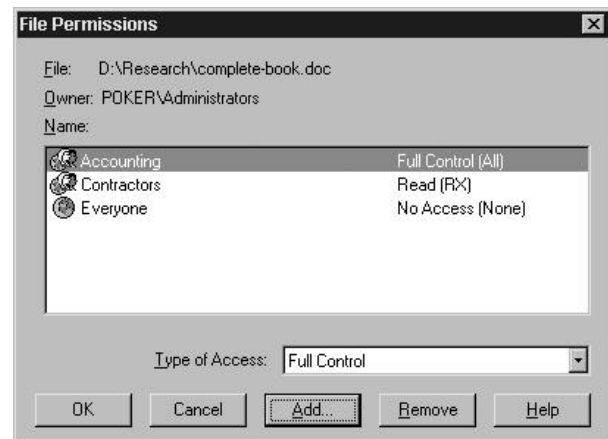 File Permissions
File: D:\Research\complete-book.doc
Owner: POKER\Administrators
Name:
Accounting Full Control (All)
Contractors Read (RX)
Everyone No Access (None)
Type of Access: Full Control
OK Cancel Add... Remove Help